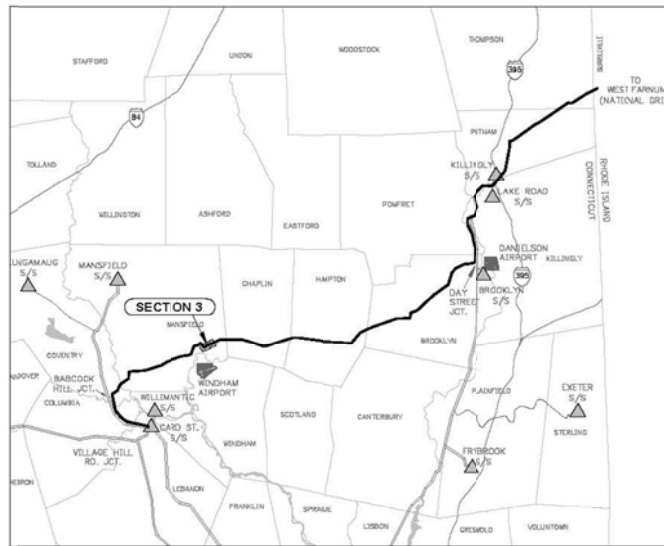 STAFFORD
UNION
WOODSTOCK
THOMPSON
395
84
TO
WEST FARNUM
(NATIONAL GRI
PUTNAM
TOLLAND
WILLINGTON
ASHFORD
EASTFORD
POMFRET
KILLINGLY
S/S
LAKE ROAD
S/S
RHODE ISLAND
CONNECTICUT
MANSFIELD
S/S
S/S
CHAPLIN
HAMPTON
DANIELSON
AIRPORT
KILLINGLY
395
BROOKLYN
S/S
DAY
STREET
JCT.
SECTION 3
MANSFIELD
COVENTRY
BROOKLYN
WINDHAM
AIRPORT
BABCOCK
HILL JCT.
COLUMBIA
WILLIMANTIC
S/S
CARD ST.
S/S
SCOTLAND
CANTERBURY
PLAINFIELD
EXETER
S/S
STERLING
WINDHAM
VILLAGE HILL
RD. JCT.
LEBANON
FRYBROOK
S/S
FRANKLIN
SPRAGUE
LISBON
GRISWOLD
VOLUNTOWN